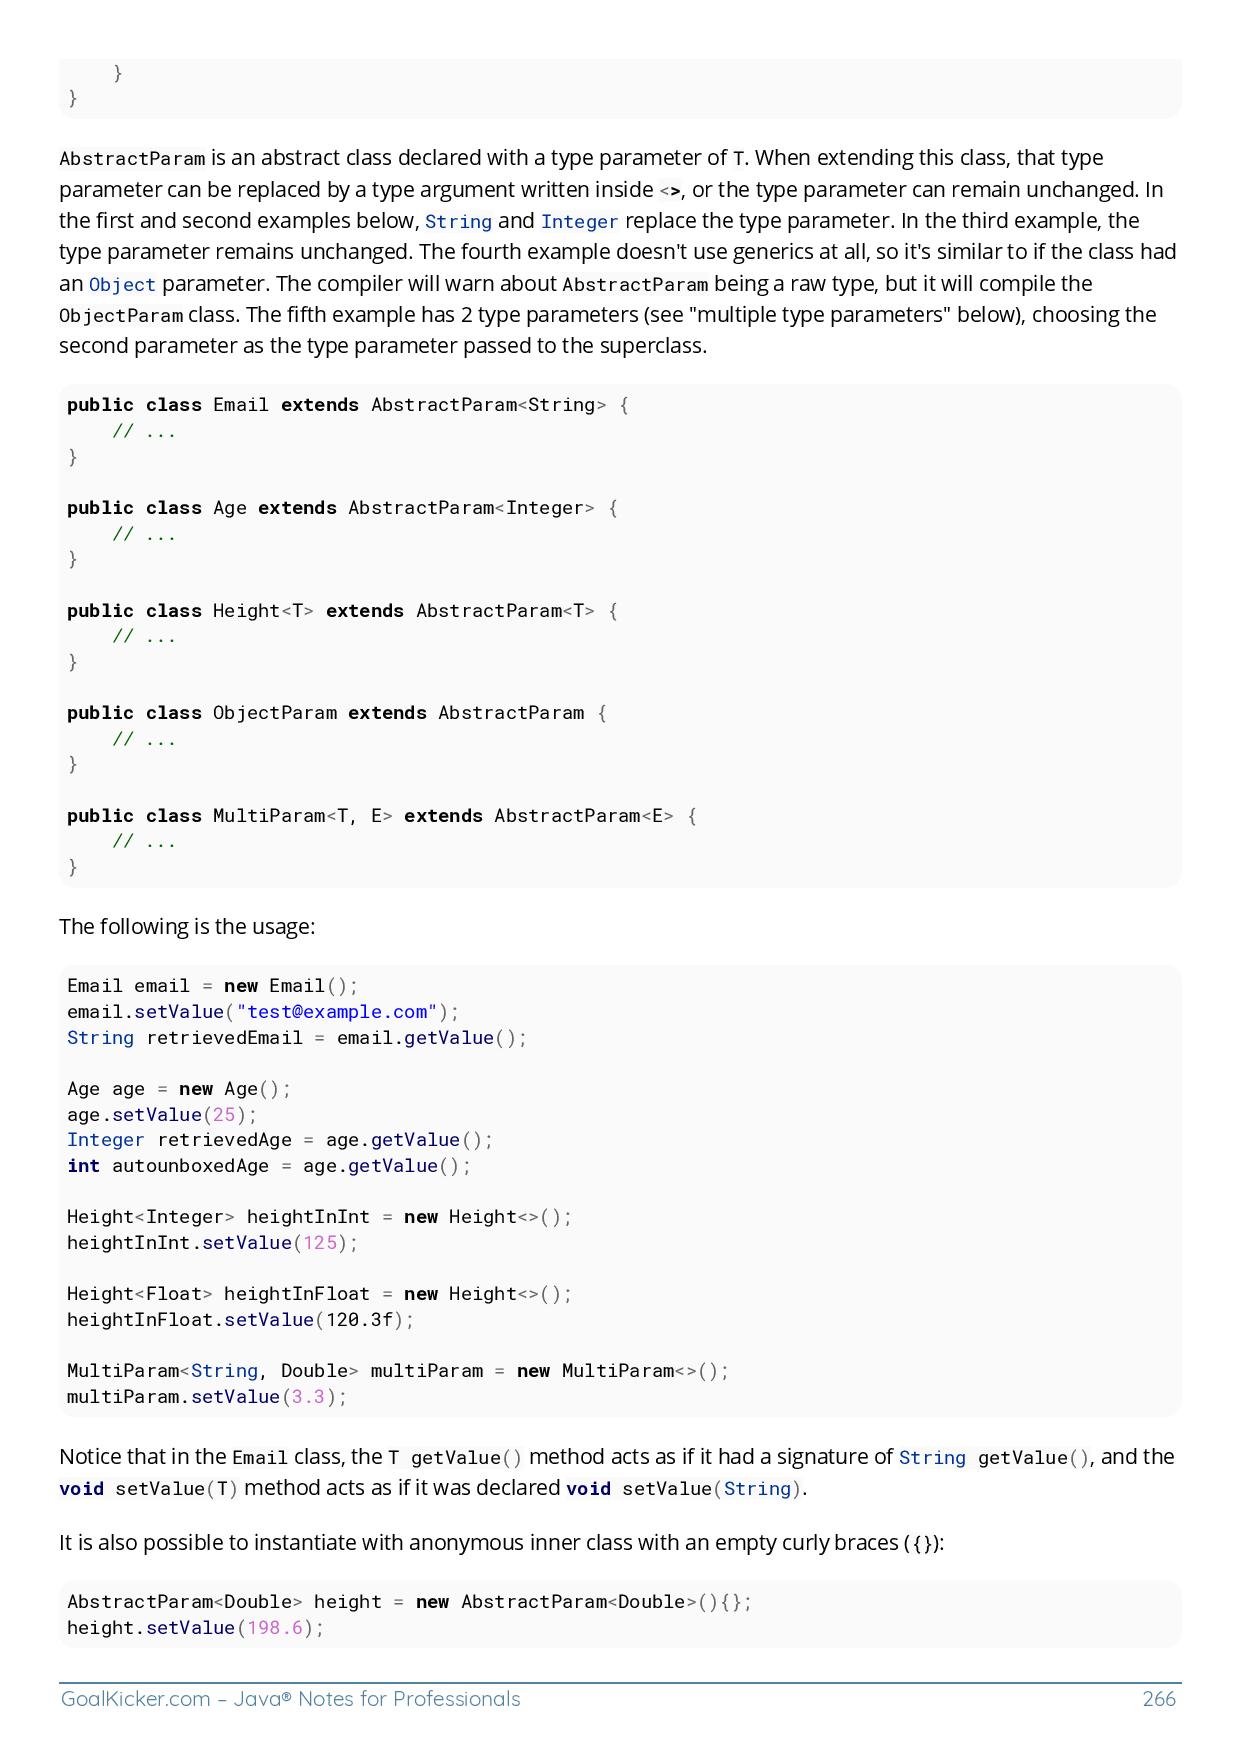 }
}
AbstractParam is an abstract class declared with a type parameter of T. When extending this class, that type
parameter can be replaced by a type argument written inside <>, or the type parameter can remain unchanged. In
the first and second examples below, String and Integer replace the type parameter. In the third example, the
type parameter remains unchanged. The fourth example doesn't use generics at all, so it's similar to if the class had
an Object parameter. The compiler will warn about AbstractParam being a raw type, but it will compile the
ObjectParam class. The fifth example has 2 type parameters (see "multiple type parameters" below), choosing the
second parameter as the type parameter passed to the superclass.
public class Email extends AbstractParam<String> {
    // ...
}
public class Age extends AbstractParam<Integer> {
    // ...
}
public class Height<T> extends AbstractParam<T> {
    // ...
}
public class ObjectParam extends AbstractParam {
    // ...
}
public class MultiParam<T, E> extends AbstractParam<E> {
    // ...
}
The following is the usage:
Email email = new Email();
email.setValue("test@example.com");
String retrievedEmail = email.getValue();
Age age = new Age();
age.setValue(25);
Integer retrievedAge = age.getValue();
int autounboxedAge = age.getValue();
Height<Integer> heightInInt = new Height<>();
heightInInt.setValue(125);
Height<Float> heightInFloat = new Height<>();
heightInFloat.setValue(120.3f);
MultiParam<String, Double> multiParam = new MultiParam<>();
multiParam.setValue(3.3);
Notice that in the Email class, the T getValue() method acts as if it had a signature of String getValue(), and the
void setValue(T) method acts as if it was declared void setValue(String).
It is also possible to instantiate with anonymous inner class with an empty curly braces ({}):
AbstractParam<Double> height = new AbstractParam<Double>(){};
height.setValue(198.6);
GoalKicker.com – Java® Notes for Professionals 266